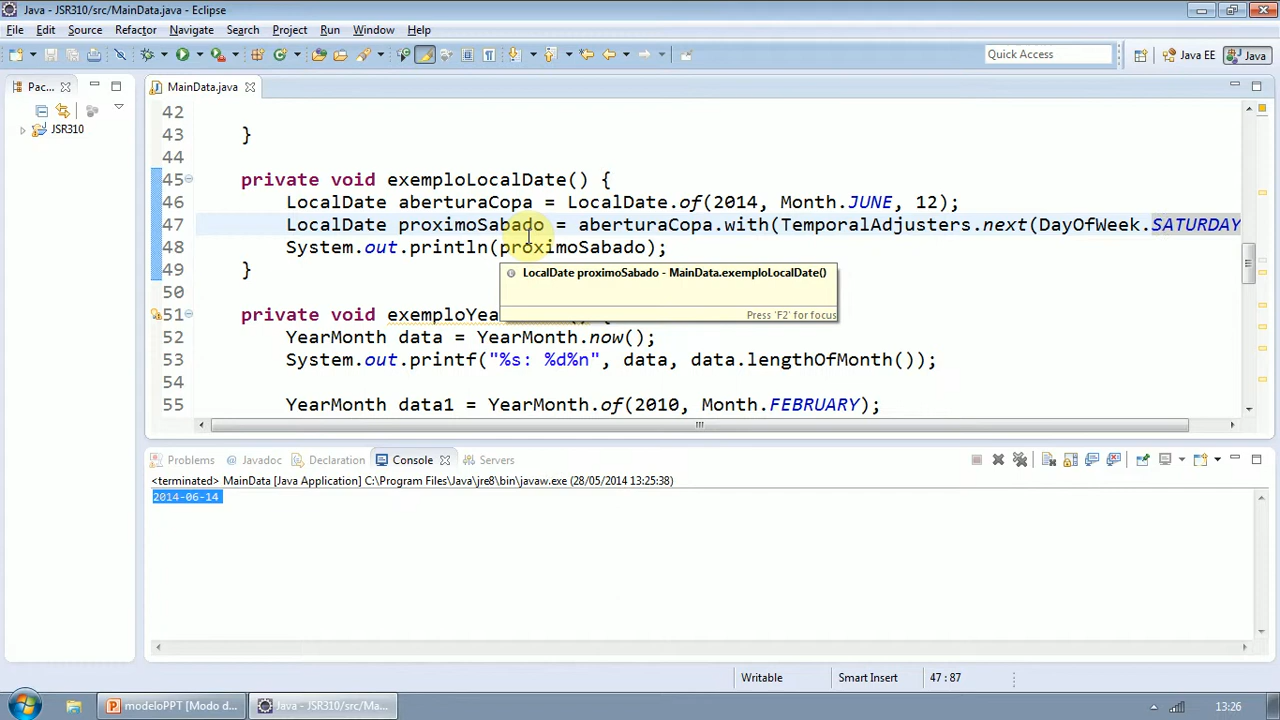 Java - JSR310/src/MainData.java - Eclipse
File Edit Source Refactor Navigate Search Project Run Window Help
Quick Access
Java EE
Java
Pac...
MainData.java
JSR310
42
43 }
44
45 private void exemploLocalDate() {
46 LocalDate aberturaCopa = LocalDate.of(2014, Month.JUNE, 12);
47 LocalDate proximoSabado = aberturaCopa.with(TemporalAdjusters.next(DayOfWeek.SATURDAY
48 System.out.println(proximoSabado);
LocalDate proximoSabado - MainData.exemploLocalDate()
Press 'F2' for focus
49 }
50
51 private void exemploYea () {
52 YearMonth data = YearMonth.now();
53 System.out.printf("%s: %d%n", data, data.lengthOfMonth());
54
55 YearMonth data1 = YearMonth.of(2010, Month.FEBRUARY);
Problems @ Javadoc Declaration Console Servers
<terminated> MainData [Java Application] C:\Program Files\Java\jre8\bin\javaw.exe (28/05/2014 13:25:38)
2014-06-14
Writable Smart Insert 47 : 87
modeloPPT [Modo d...
Java - JSR310/src/Ma...
13:26